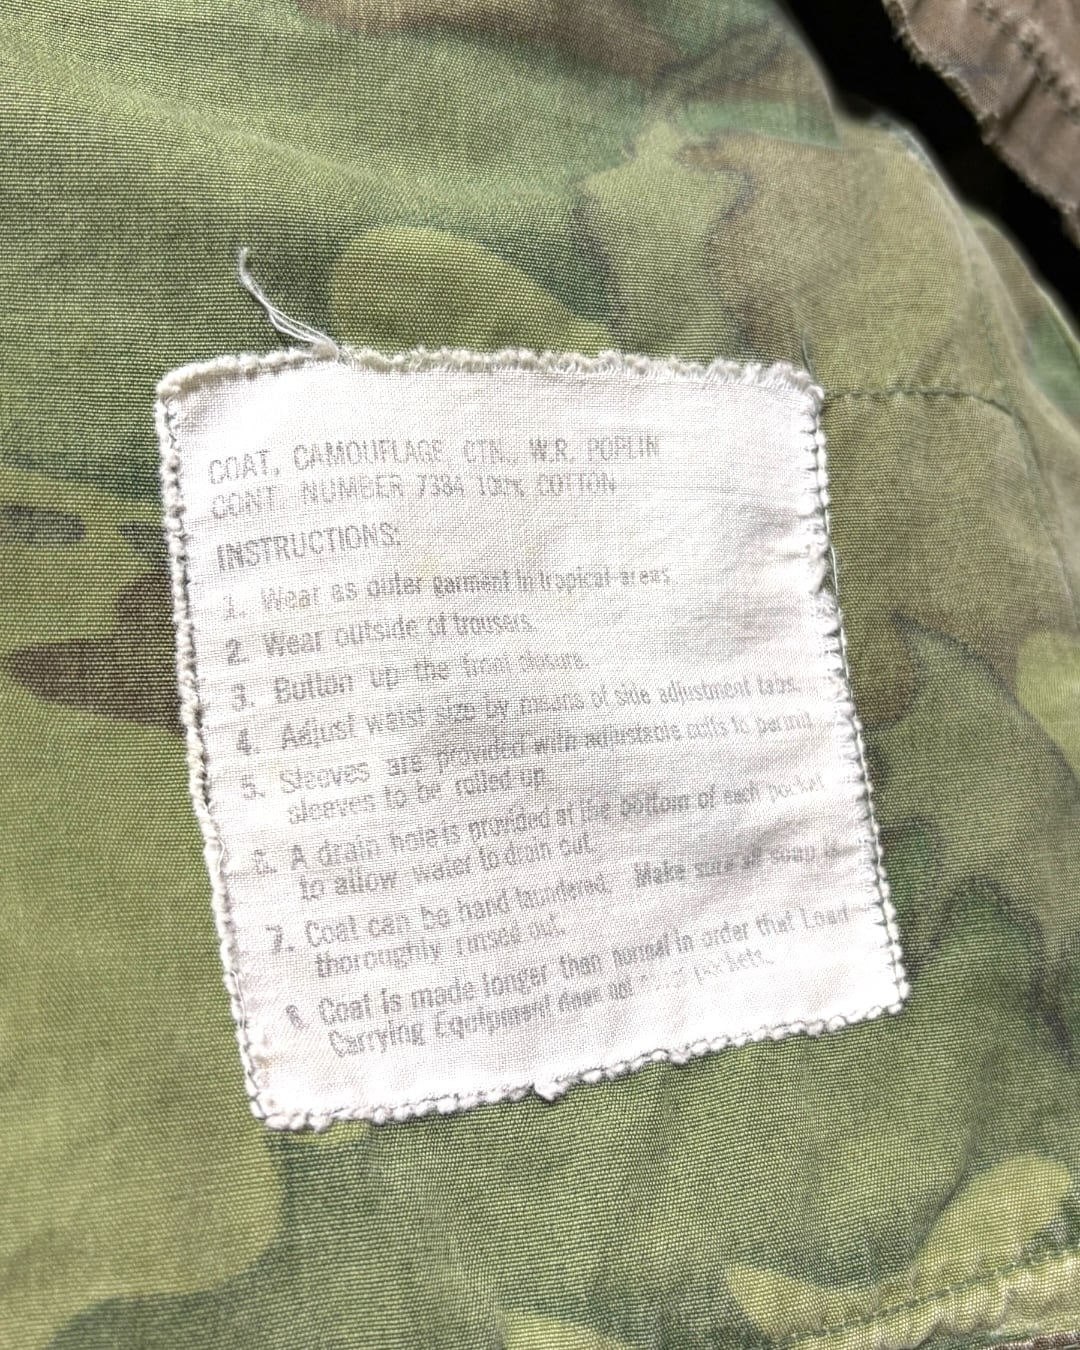 COAT, CAMOUFLAGE, CTN., W.R. POPLIN
CONT. NUMBER 7384 100% COTTON
INSTRUCTIONS:
1. Wear as outer garment in tropical areas.
2. Wear outside of trousers.
3. Button up the front closure.
4. Adjust waist size by means of side adjustment tabs.
5. Sleeves are provided with adjustable cuffs to permit
sleeves to be rolled up.
6. A drain hole is provided at the bottom of each pocket
to allow water to drain out.
7. Coat can be hand laundered. Make sure all soap is
thoroughly rinsed out.
8. Coat is made longer than normal in order that Load
Carrying Equipment does not pockets.